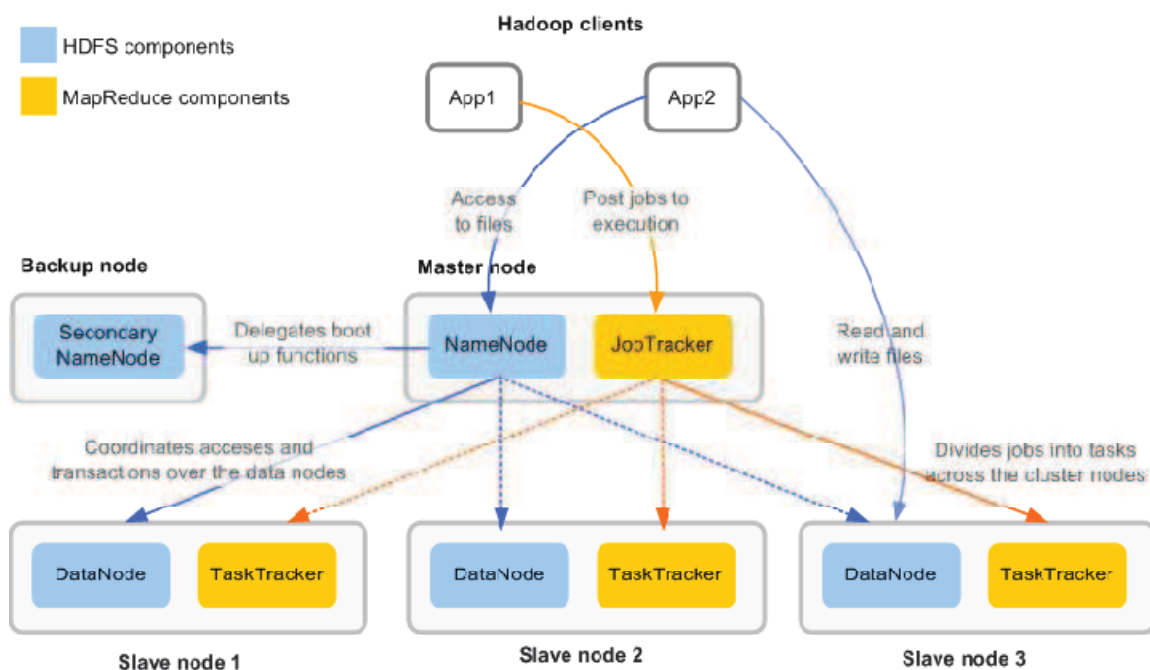 Hadoop clients
HDFS components
MapReduce components
App1
App2
Access
to files
Post jobs to
execution
Backup node
Master node
Seconcary
NameNode
Delegates boot
up functions
NameNode
JopTracker
Read and
write files
Coordinates acceses and
transactions over the data nodes
Divides jobs into tasks
across the cluster nodes
DataNode
TaskTracker
DataNode
TaskTracker
DataNode
TaskTracker
Slave node 1
Slave node 2
Slave node 3